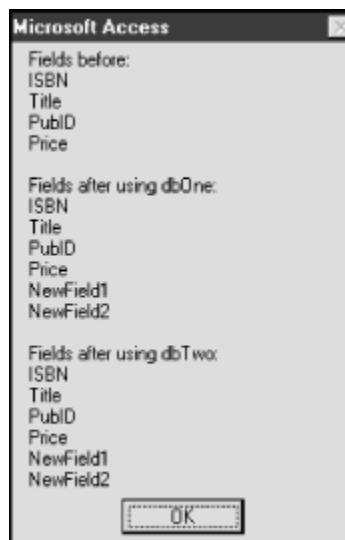 Microsoft Access
Fields before:
ISBN
Title
PubID
Price
Fields after using dbOne:
ISBN
Title
PubID
Price
NewField1
NewField2
Fields after using dbTwo:
ISBN
Title
PubID
Price
NewField1
NewField2
OK